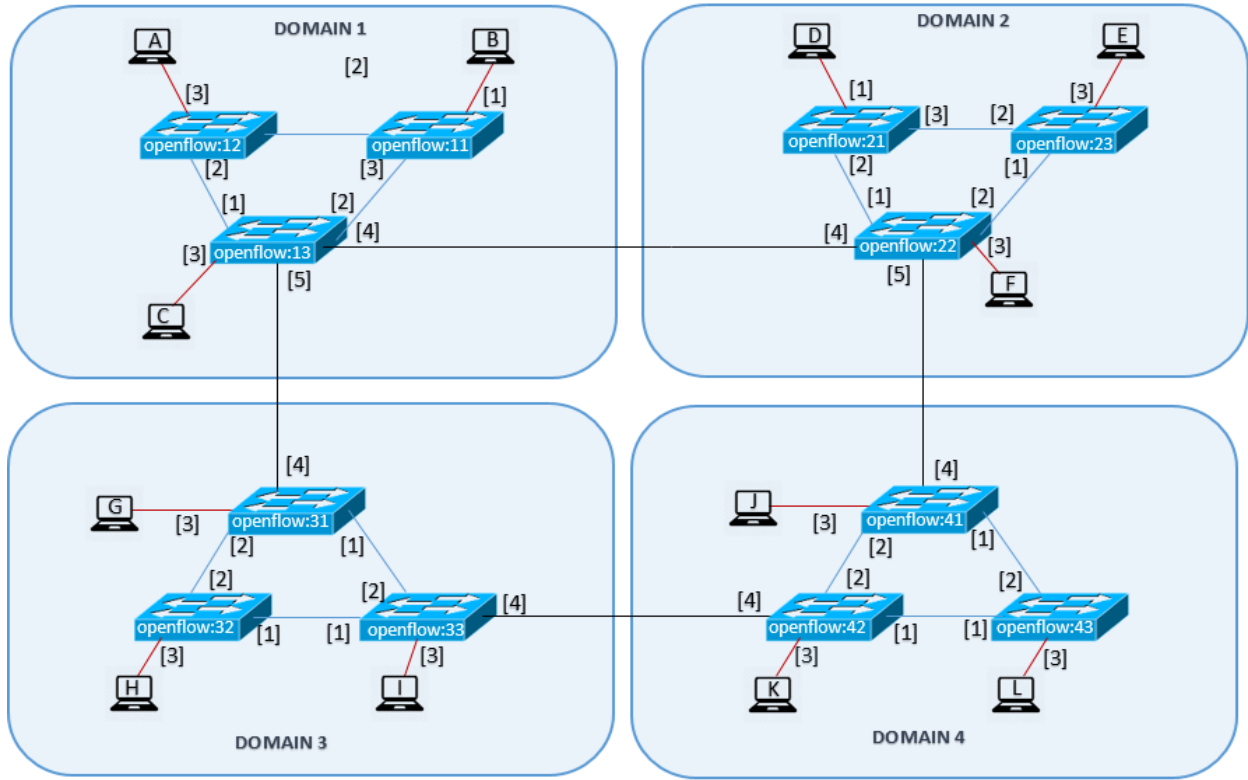 DOMAIN 1
A
B
[2]
[3]
[1]
openflow:12
openflow:11
[2]
[3]
[1]
[2]
[4]
[3]
openflow:13
[5]
C
DOMAIN 2
D
E
[1]
[3]
[3]
[2]
openflow:21
openflow:23
[2]
[1]
[1]
[2]
[4]
openflow:22
[3]
[5]
F
[4]
G
[3]
openflow:31
[2]
[1]
[2]
[2]
openflow:32
[1]
[1]
openflow:33
[4]
[3]
[3]
H
I
DOMAIN 3
[4]
J
[3]
openflow:41
[2]
[1]
[2]
[2]
[4]
openflow:42
[1]
[1]
openflow:43
[3]
[3]
K
L
DOMAIN 4